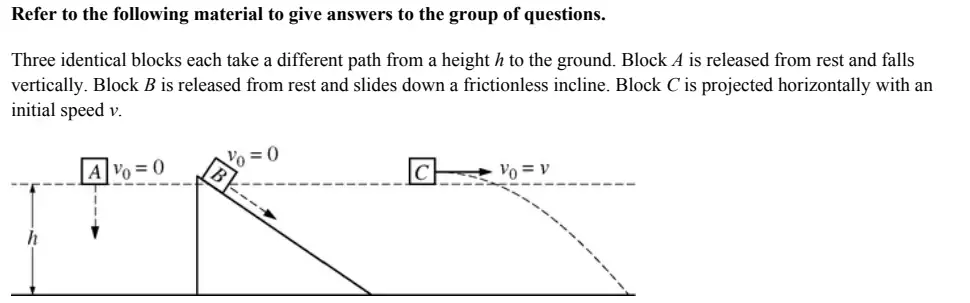 Refer to the following material to give answers to the group of questions.
Three identical blocks each take a different path from a height h to the ground. Block A is released from rest and falls
vertically. Block B is released from rest and slides down a frictionless incline. Block C is projected horizontally with an
initial speed v.
A v₀ = 0
B v₀ = 0
C v₀ = v
h